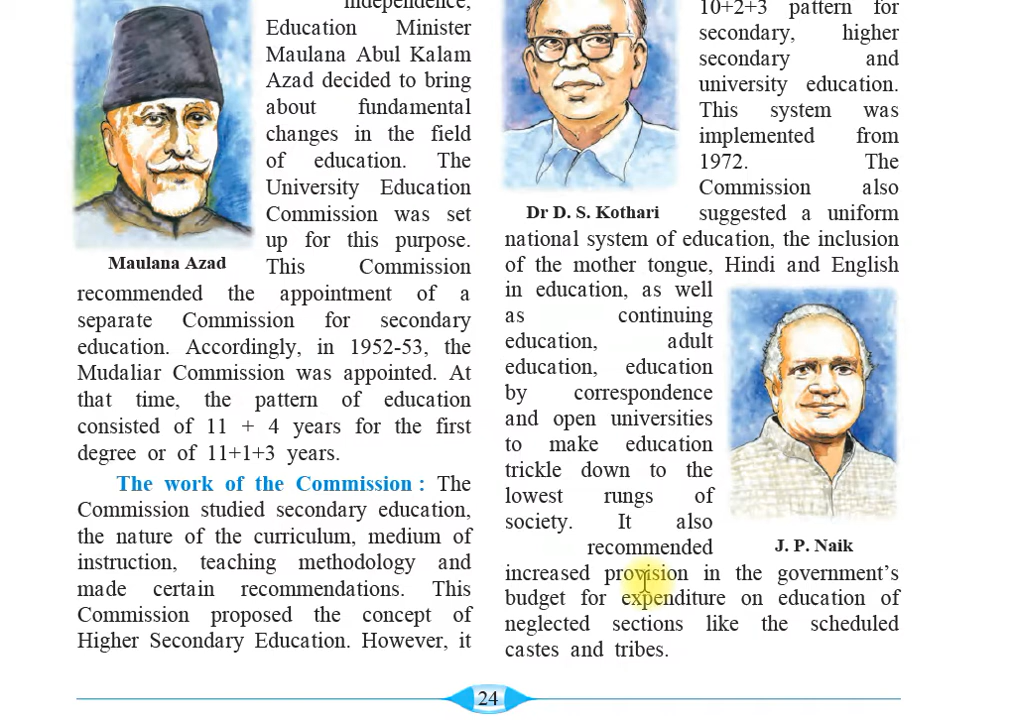 independence,
Education Minister
Maulana Abul Kalam
Azad decided to bring
about fundamental
changes in the field
of education. The
University Education
Commission was set
up for this purpose.
Maulana Azad
This Commission
recommended the appointment of a
separate Commission for secondary
education. Accordingly, in 1952-53, the
Mudaliar Commission was appointed. At
that time, the pattern of education
consisted of 11 + 4 years for the first
degree or of 11+1+3 years.
The work of the Commission : The
Commission studied secondary education,
the nature of the curriculum, medium of
instruction, teaching methodology and
made certain recommendations. This
Commission proposed the concept of
Higher Secondary Education. However, it
10+2+3 pattern for
secondary, higher
secondary and
university education.
This system was
implemented from
1972. The
Commission also
Dr D. S. Kothari
suggested a uniform
national system of education, the inclusion
of the mother tongue, Hindi and English
in education, as well
as continuing
education, adult
education, education
by correspondence
and open universities
to make education
trickle down to the
lowest rungs of
society. It also
recommended
J. P. Naik
increased provision in the government's
budget for expenditure on education of
neglected sections like the scheduled
castes and tribes.
24